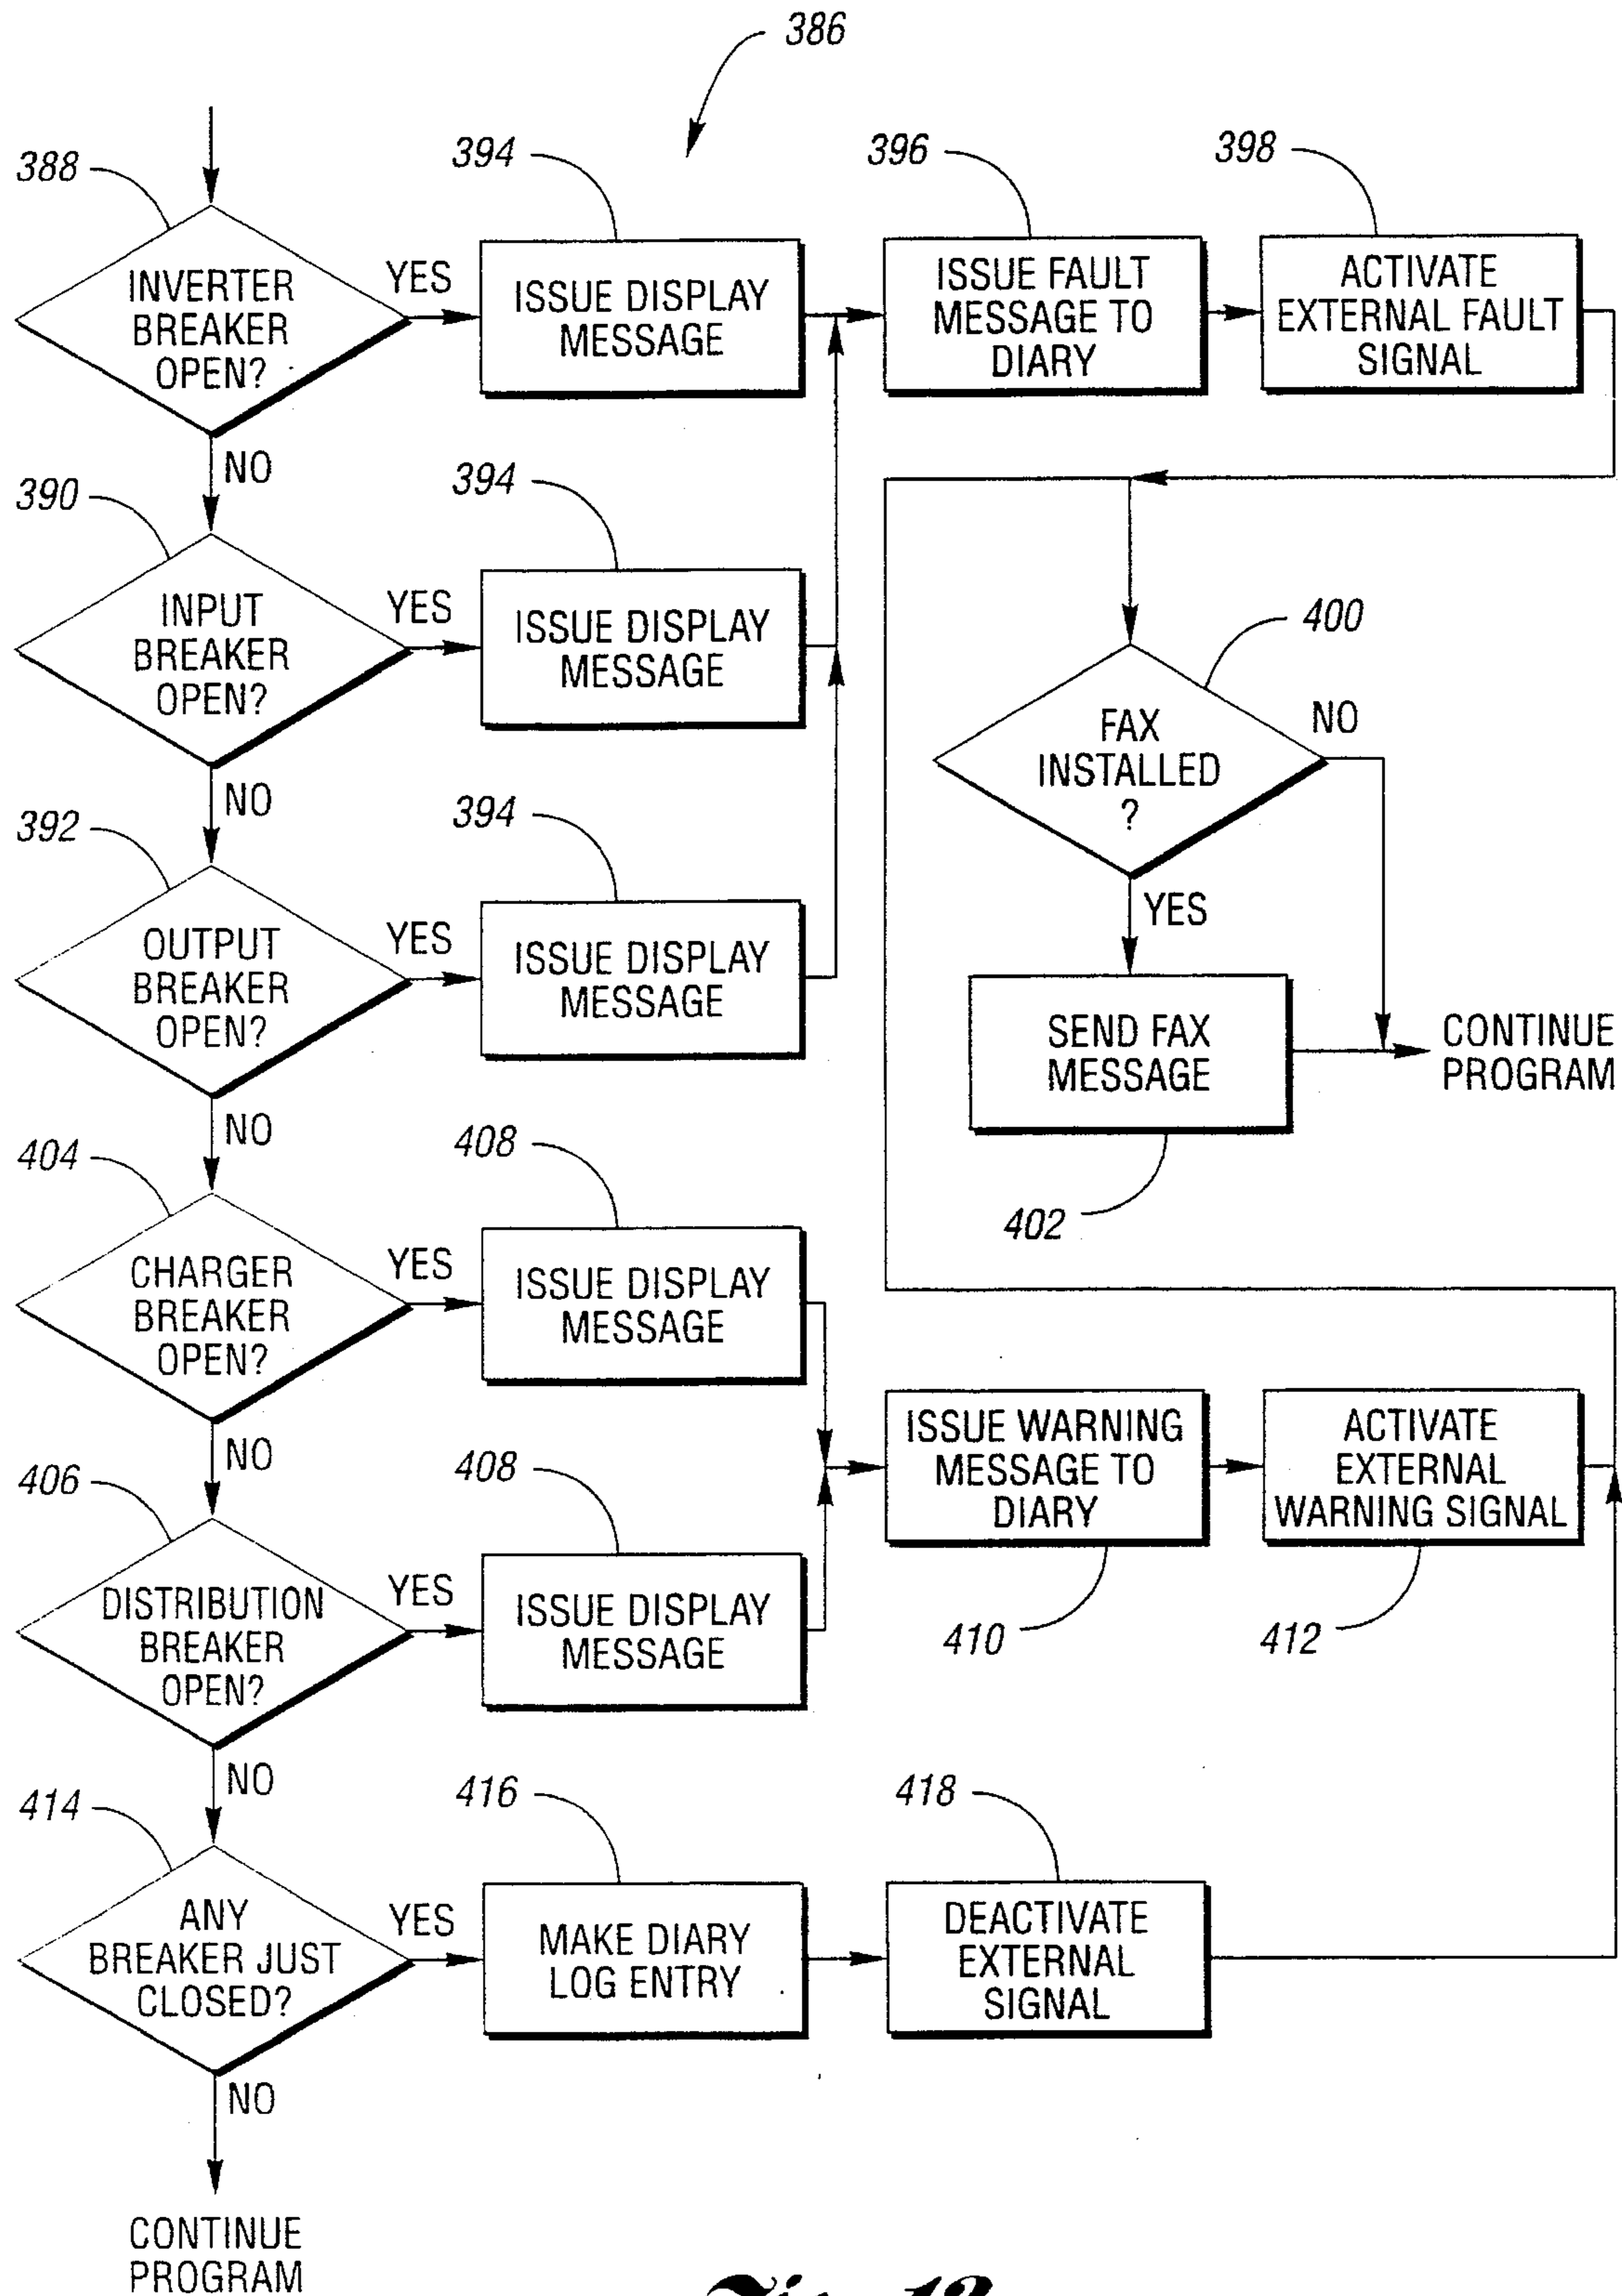 386
388
394
396
398
INVERTER
BREAKER
OPEN?
YES
ISSUE DISPLAY
MESSAGE
ISSUE FAULT
MESSAGE TO
DIARY
ACTIVATE
EXTERNAL FAULT
SIGNAL
NO
390
394
INPUT
BREAKER
OPEN?
YES
ISSUE DISPLAY
MESSAGE
400
FAX
INSTALLED
?
NO
YES
NO
392
394
OUTPUT
BREAKER
OPEN?
YES
ISSUE DISPLAY
MESSAGE
SEND FAX
MESSAGE
CONTINUE
PROGRAM
402
NO
404
408
CHARGER
BREAKER
OPEN?
YES
ISSUE DISPLAY
MESSAGE
NO
406
408
ISSUE WARNING
MESSAGE TO
DIARY
ACTIVATE
EXTERNAL
WARNING SIGNAL
410
412
DISTRIBUTION
BREAKER
OPEN?
YES
ISSUE DISPLAY
MESSAGE
NO
414
416
418
ANY
BREAKER JUST
CLOSED?
YES
MAKE DIARY
LOG ENTRY
DEACTIVATE
EXTERNAL
SIGNAL
NO
CONTINUE
PROGRAM